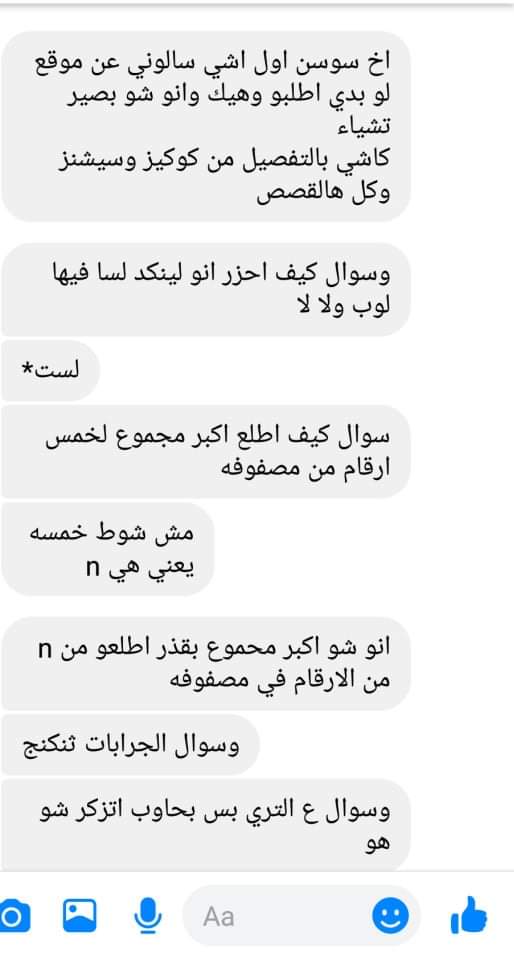 اخ سوسن اول اشي سالوني عن موقع
لو بدي اطلبو وهيك وانو شو بصير
تشياء
كاشي بالتفصيل من كوكيز وسيشنز
وكل هالقصص
وسوال كيف احزر انو لينكد لسا فيها
لوب ولا لا
لست*
سوال كيف اطلع اكبر مجموع لخمس
ارقام من مصفوفه
مش شوط خمسه
يعني هي n
انو شو اكبر محموع بقذر اطلعو من n
من الارقام في مصفوفه
وسوال الجرابات ثنكنج
وسوال ع التري بس بحاوب اتزكر شو
هو
Aa